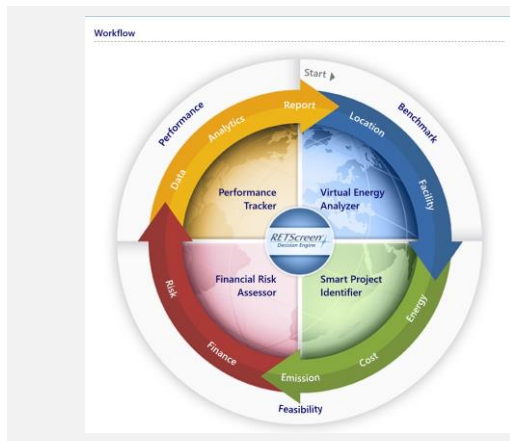 Workflow
Start
Performance
Benchmark
Report
Location
Analytics
Data
Facility
Performance
Tracker
Virtual Energy
Analyzer
RETScreen
Decision Engine
Financial Risk
Assessor
Smart Project
Identifier
Risk
Energy
Finance
Cost
Emission
Feasibility